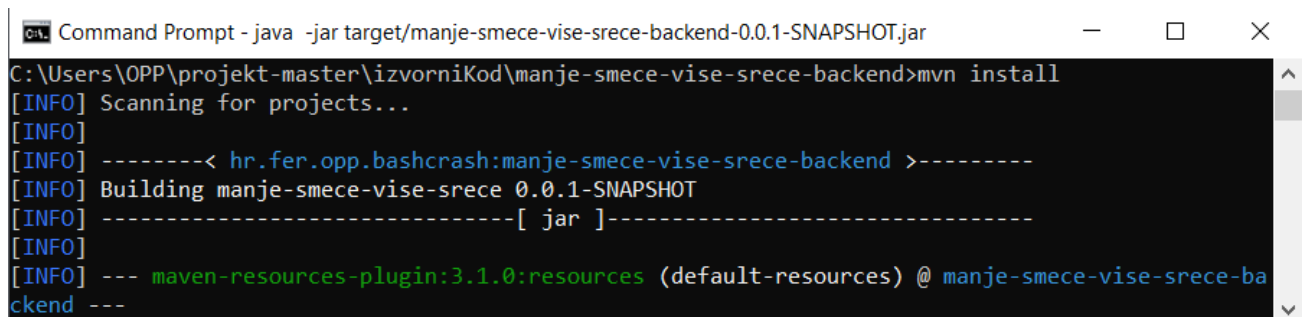 Command Prompt - java  -jar target/manje-smece-vise-srece-backend-0.0.1-SNAPSHOT.jar
C:\Users\OPP\projekt-master\izvorniKod\manje-smece-vise-srece-backend>mvn install
[INFO] Scanning for projects...
[INFO]
[INFO] --------< hr.fer.opp.bashcrash:manje-smece-vise-srece-backend >---------
[INFO] Building manje-smece-vise-srece 0.0.1-SNAPSHOT
[INFO] --------------------------------[ jar ]---------------------------------
[INFO]
[INFO] --- maven-resources-plugin:3.1.0:resources (default-resources) @ manje-smece-vise-srece-ba
ckend ---